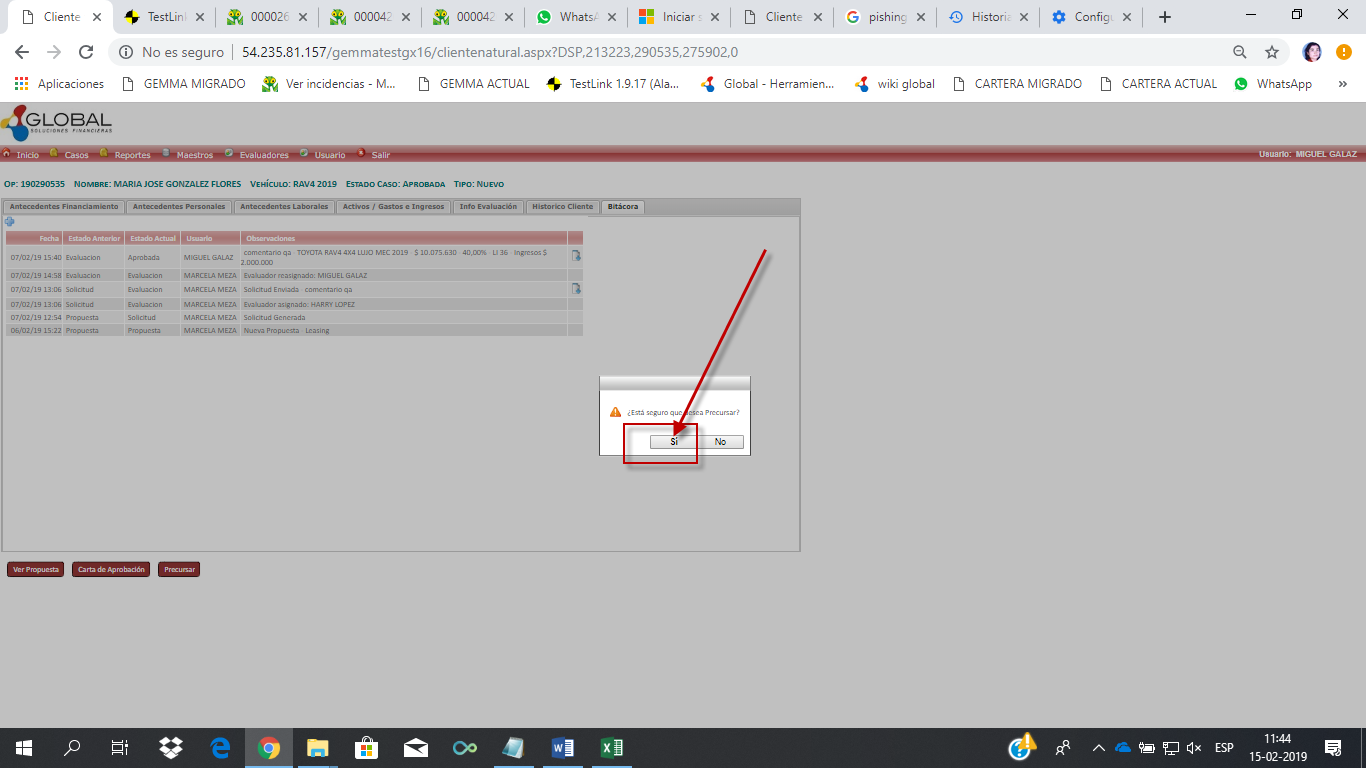 Cliente
TestLink
000026
000042
000042
WhatsA
Iniciar s
Cliente
pishing
Historia
Configu
No es seguro | 54.235.81.157/gemmatestgx16/clientenatural.aspx?DSP,213223,290535,275902,0
Aplicaciones GEMMA MIGRADO Ver incidencias - M... GEMMA ACTUAL TestLink 1.9.17 (Ala... Global - Herramien... wiki global CARTERA MIGRADO CARTERA ACTUAL WhatsApp »
GLOBAL
SOLUCIONES FINANCIERAS
Inicio Casos Reportes Maestros Evaluadores Usuario Salir Usuario: MIGUEL GALAZ
Op: 190290535 Nombre: MARIA JOSE GONZALEZ FLORES Vehículo: RAV4 2019 Estado Caso: Aprobada Tipo: Nuevo
Antecedentes Financiamiento Antecedentes Personales Antecedentes Laborales Activos / Gastos e Ingresos Info Evaluación Historico Cliente Bitácora
Fecha Estado Anterior Estado Actual Usuario Observaciones
07/02/19 15:40 Evaluacion Aprobada MIGUEL GALAZ comentario qa - TOYOTA RAV4 4X4 LUJO MEC 2019 - $ 10.075.630 - 40,00% - LI 36 - Ingresos $
2.000.000
07/02/19 14:58 Evaluacion Evaluacion MARCELA MEZA Evaluador reasignado: MIGUEL GALAZ
07/02/19 13:06 Solicitud Evaluacion MARCELA MEZA Solicitud Enviada - comentario qa
07/02/19 13:06 Solicitud Evaluacion MARCELA MEZA Evaluador asignado: HARRY LOPEZ
07/02/19 12:54 Propuesta Solicitud MARCELA MEZA Solicitud Generada
06/02/19 15:22 Propuesta Propuesta MARCELA MEZA Nueva Propuesta - Leasing
¿Está seguro que desea Precursar?
Si No
Ver Propuesta Carta de Aprobación Precursar
ESP
11:44
15-02-2019